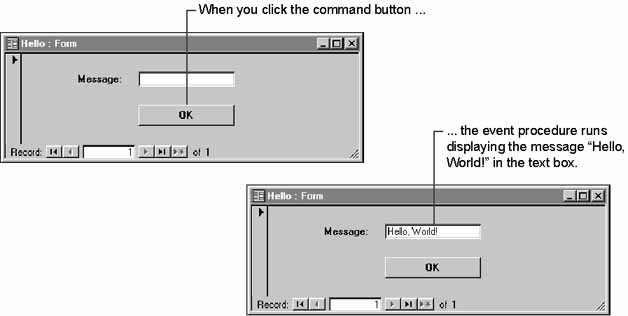 When you click the command button ...
Hello : Form
Message:
OK
Record: 1 of 1
... the event procedure runs
displaying the message “Hello,
World!” in the text box.
Hello : Form
Message: Hello, World!
OK
Record: 1 of 1